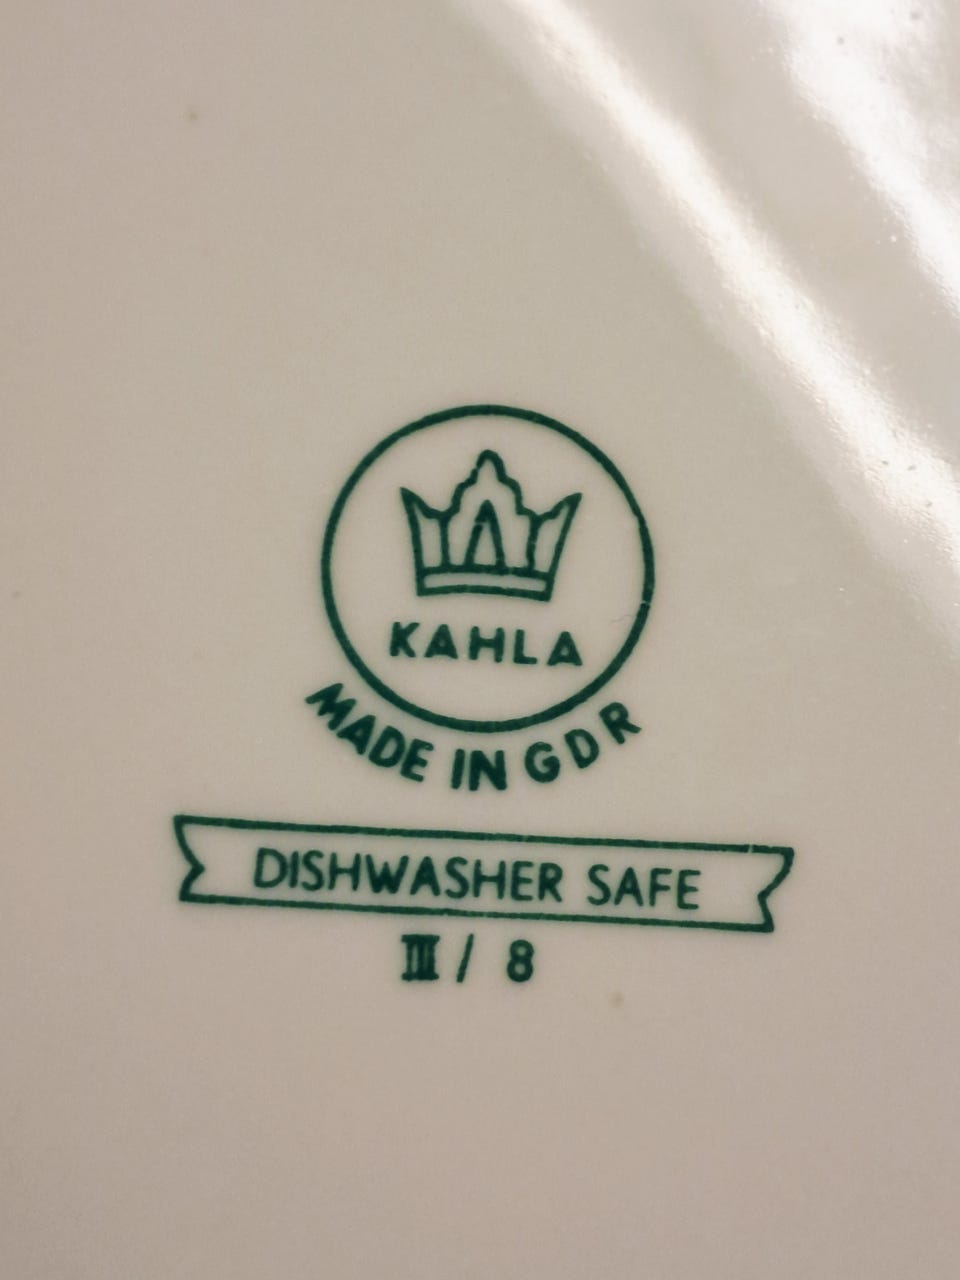 KAHLA
MADE IN GDR
DISHWASHER SAFE
III / 8